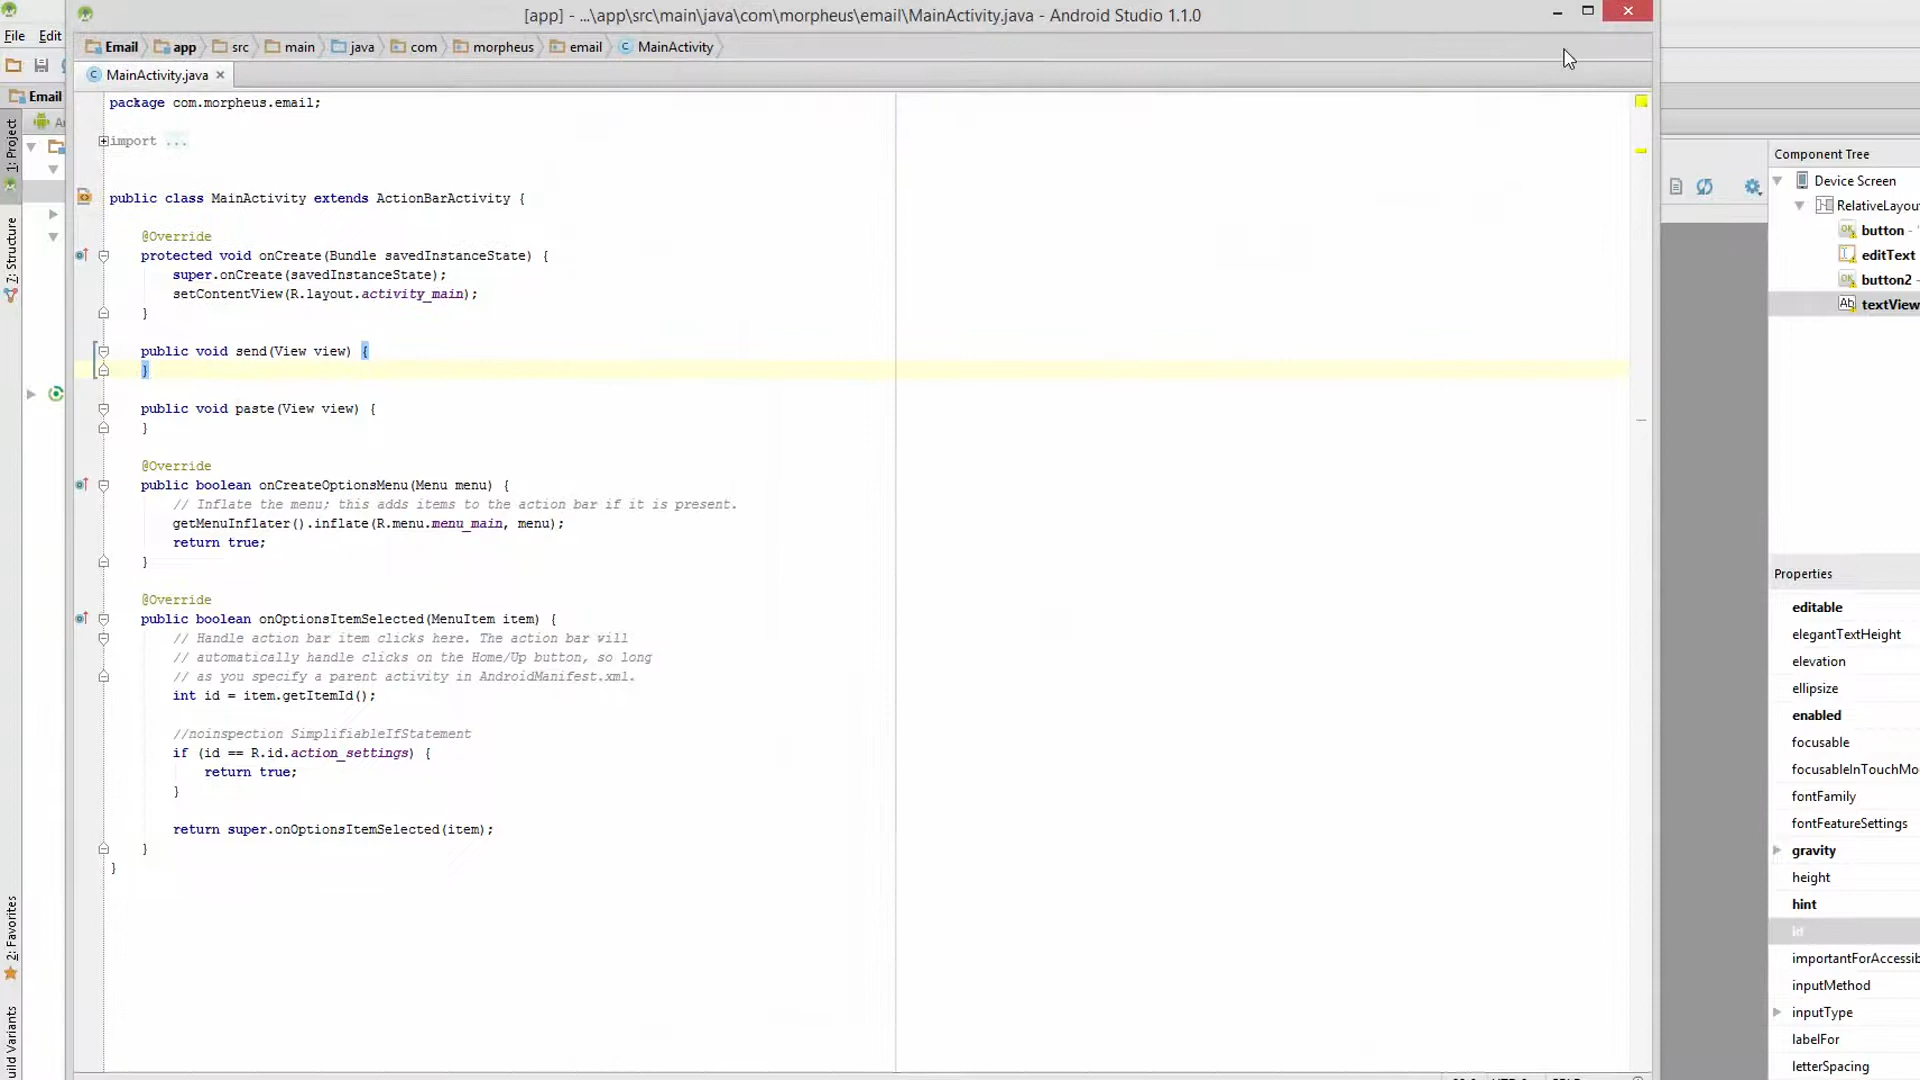 [app] - ...\app\src\main\java\com\morpheus\email\MainActivity.java - Android Studio 1.1.0
File Edit
Email app src main java com morpheus email MainActivity
MainActivity.java
Email
1: Project
7: Structure
2: Favorites
uild Variants
package com.morpheus.email;
import ...
public class MainActivity extends ActionBarActivity {
@Override
protected void onCreate(Bundle savedInstanceState) {
super.onCreate(savedInstanceState);
setContentView(R.layout.activity_main);
}
public void send(View view) {
}
public void paste(View view) {
}
@Override
public boolean onCreateOptionsMenu(Menu menu) {
// Inflate the menu; this adds items to the action bar if it is present.
getMenuInflater().inflate(R.menu.menu_main, menu);
return true;
}
@Override
public boolean onOptionsItemSelected(MenuItem item) {
// Handle action bar item clicks here. The action bar will
// automatically handle clicks on the Home/Up button, so long
// as you specify a parent activity in AndroidManifest.xml.
int id = item.getItemId();
//noinspection SimplifiableIfStatement
if (id == R.id.action_settings) {
return true;
}
return super.onOptionsItemSelected(item);
}
}
Component Tree
Device Screen
RelativeLayou
button -
editText
button2 -
textView
Properties
editable
elegantTextHeight
elevation
ellipsize
enabled
focusable
focusableInTouchMo
fontFamily
fontFeatureSettings
gravity
height
hint
id
importantForAccessib
inputMethod
inputType
labelFor
letterSpacing